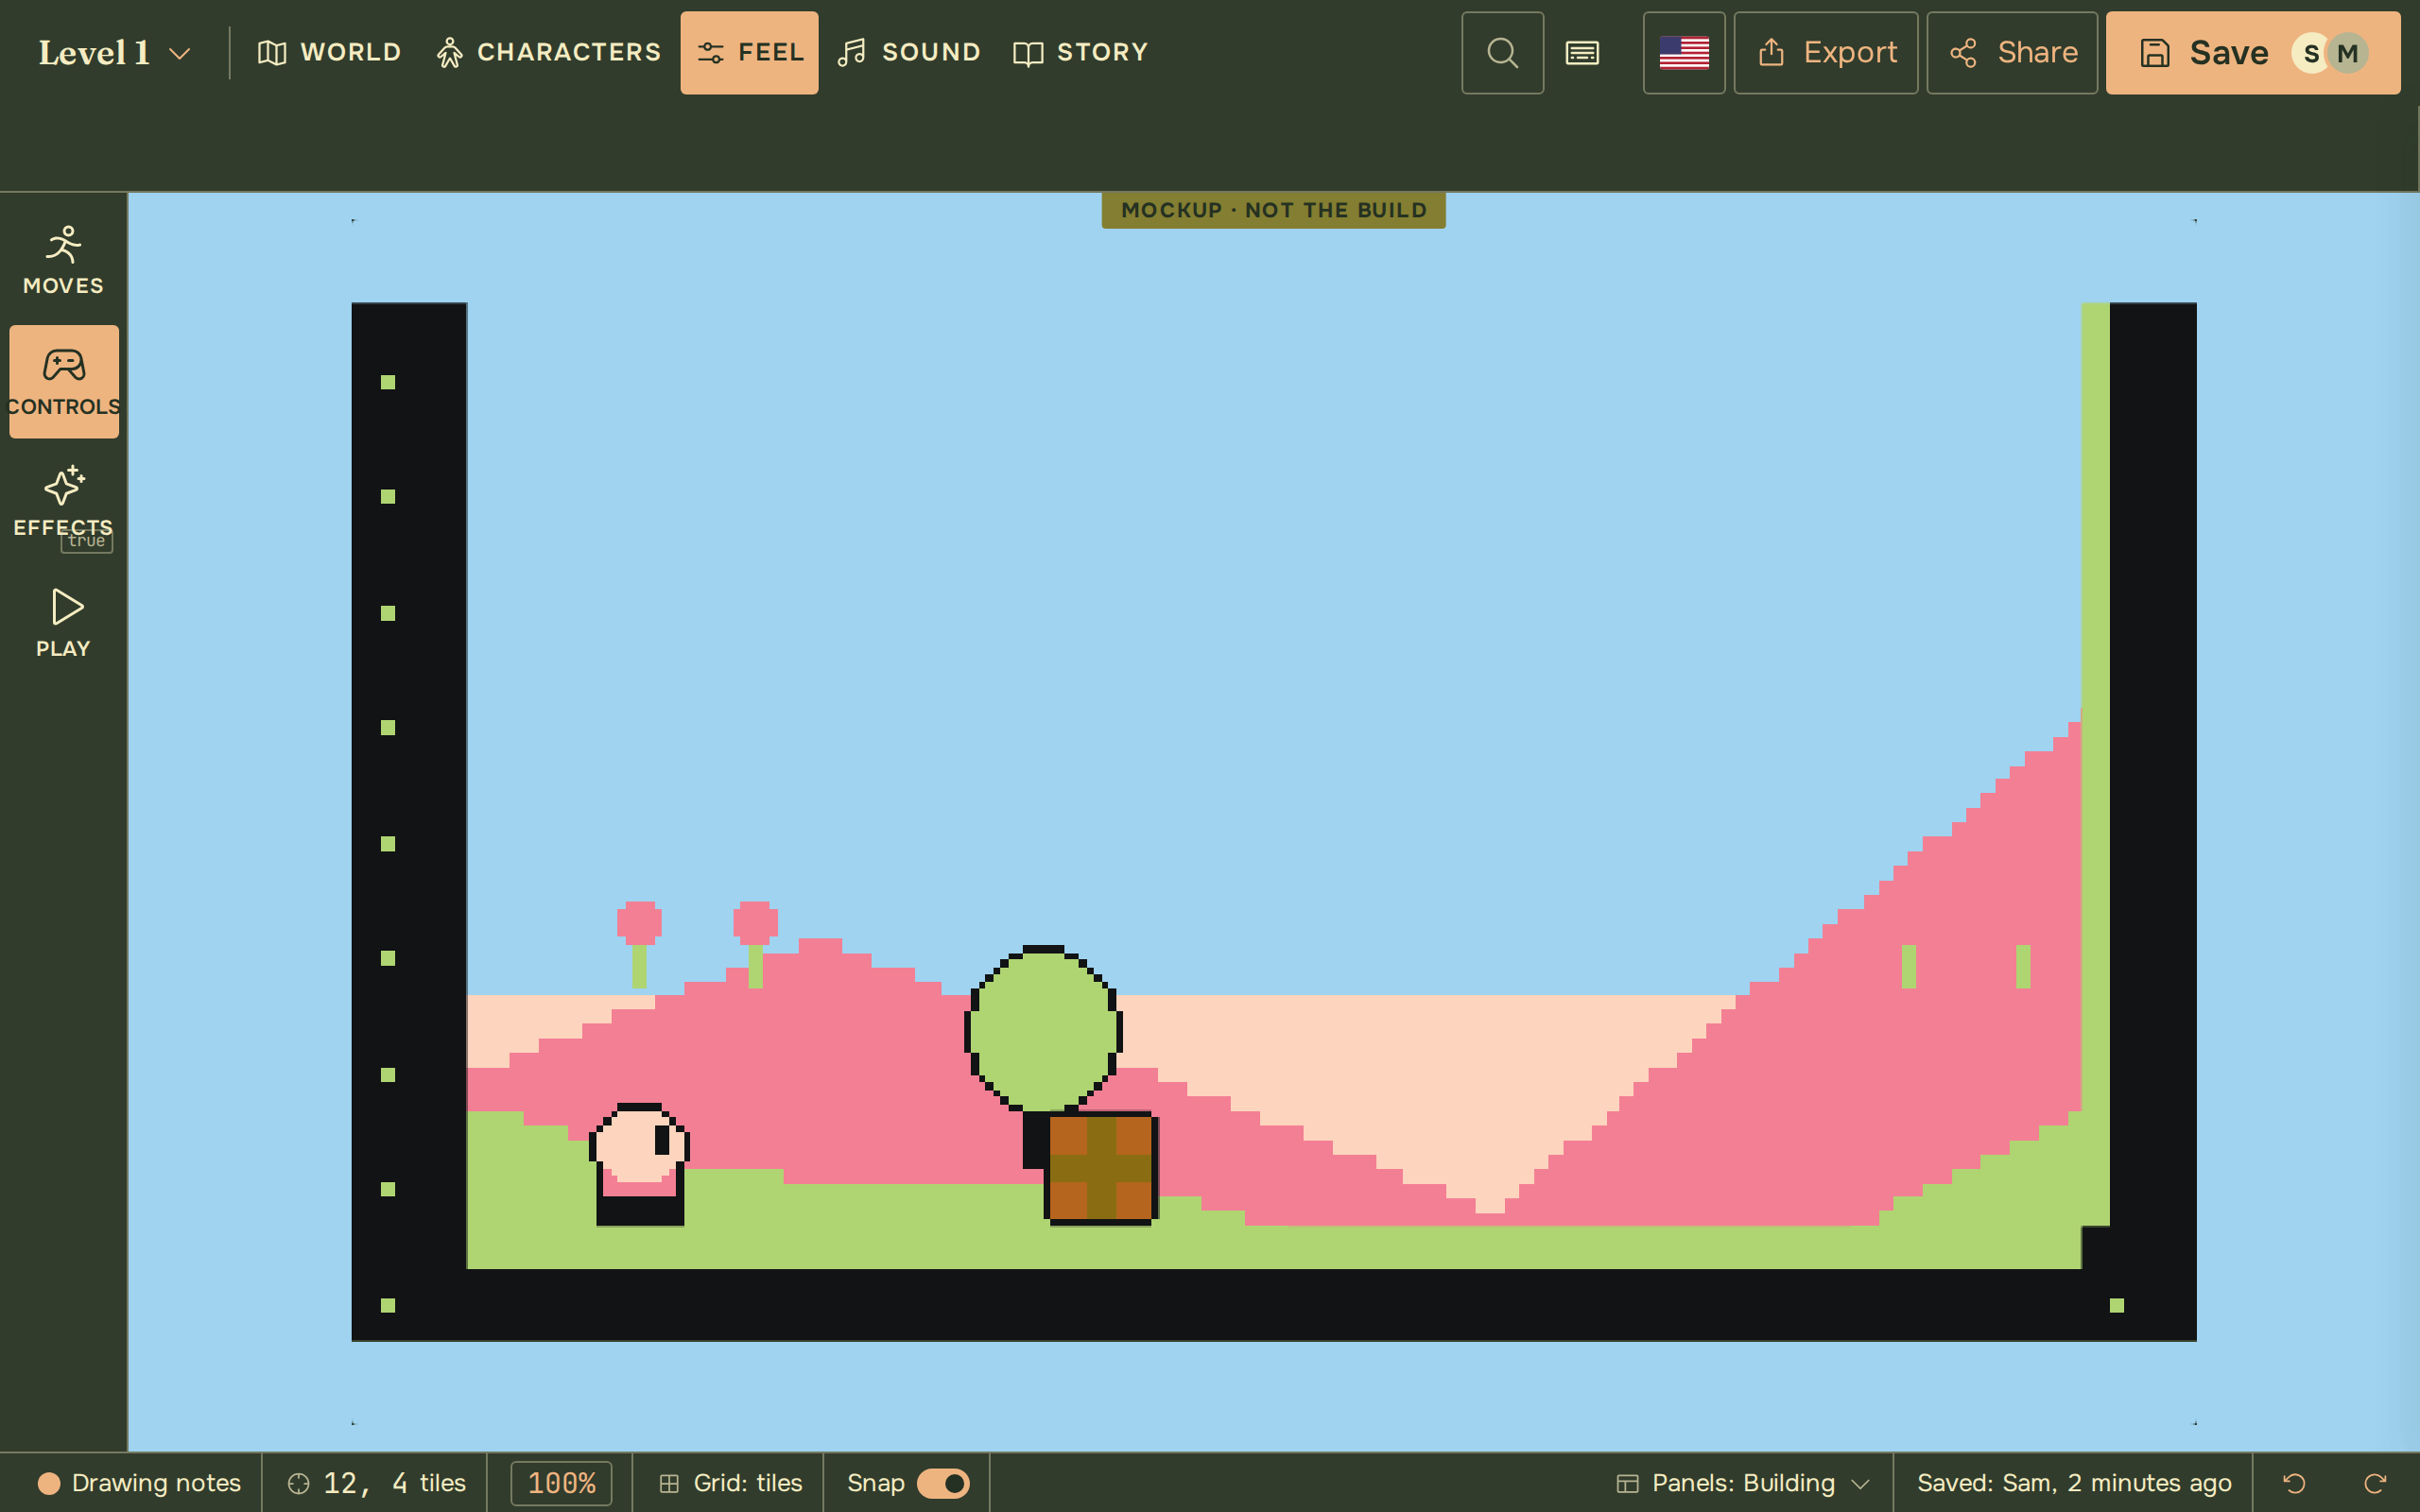 Level 1
WORLD
CHARACTERS
FEEL
SOUND
STORY
Export
Share
Save
S
M
MOCKUP · NOT THE BUILD
MOVES
CONTROLS
EFFECTS
true
PLAY
Drawing notes
12, 4 tiles
100%
Grid: tiles
Snap
Panels: Building
Saved: Sam, 2 minutes ago